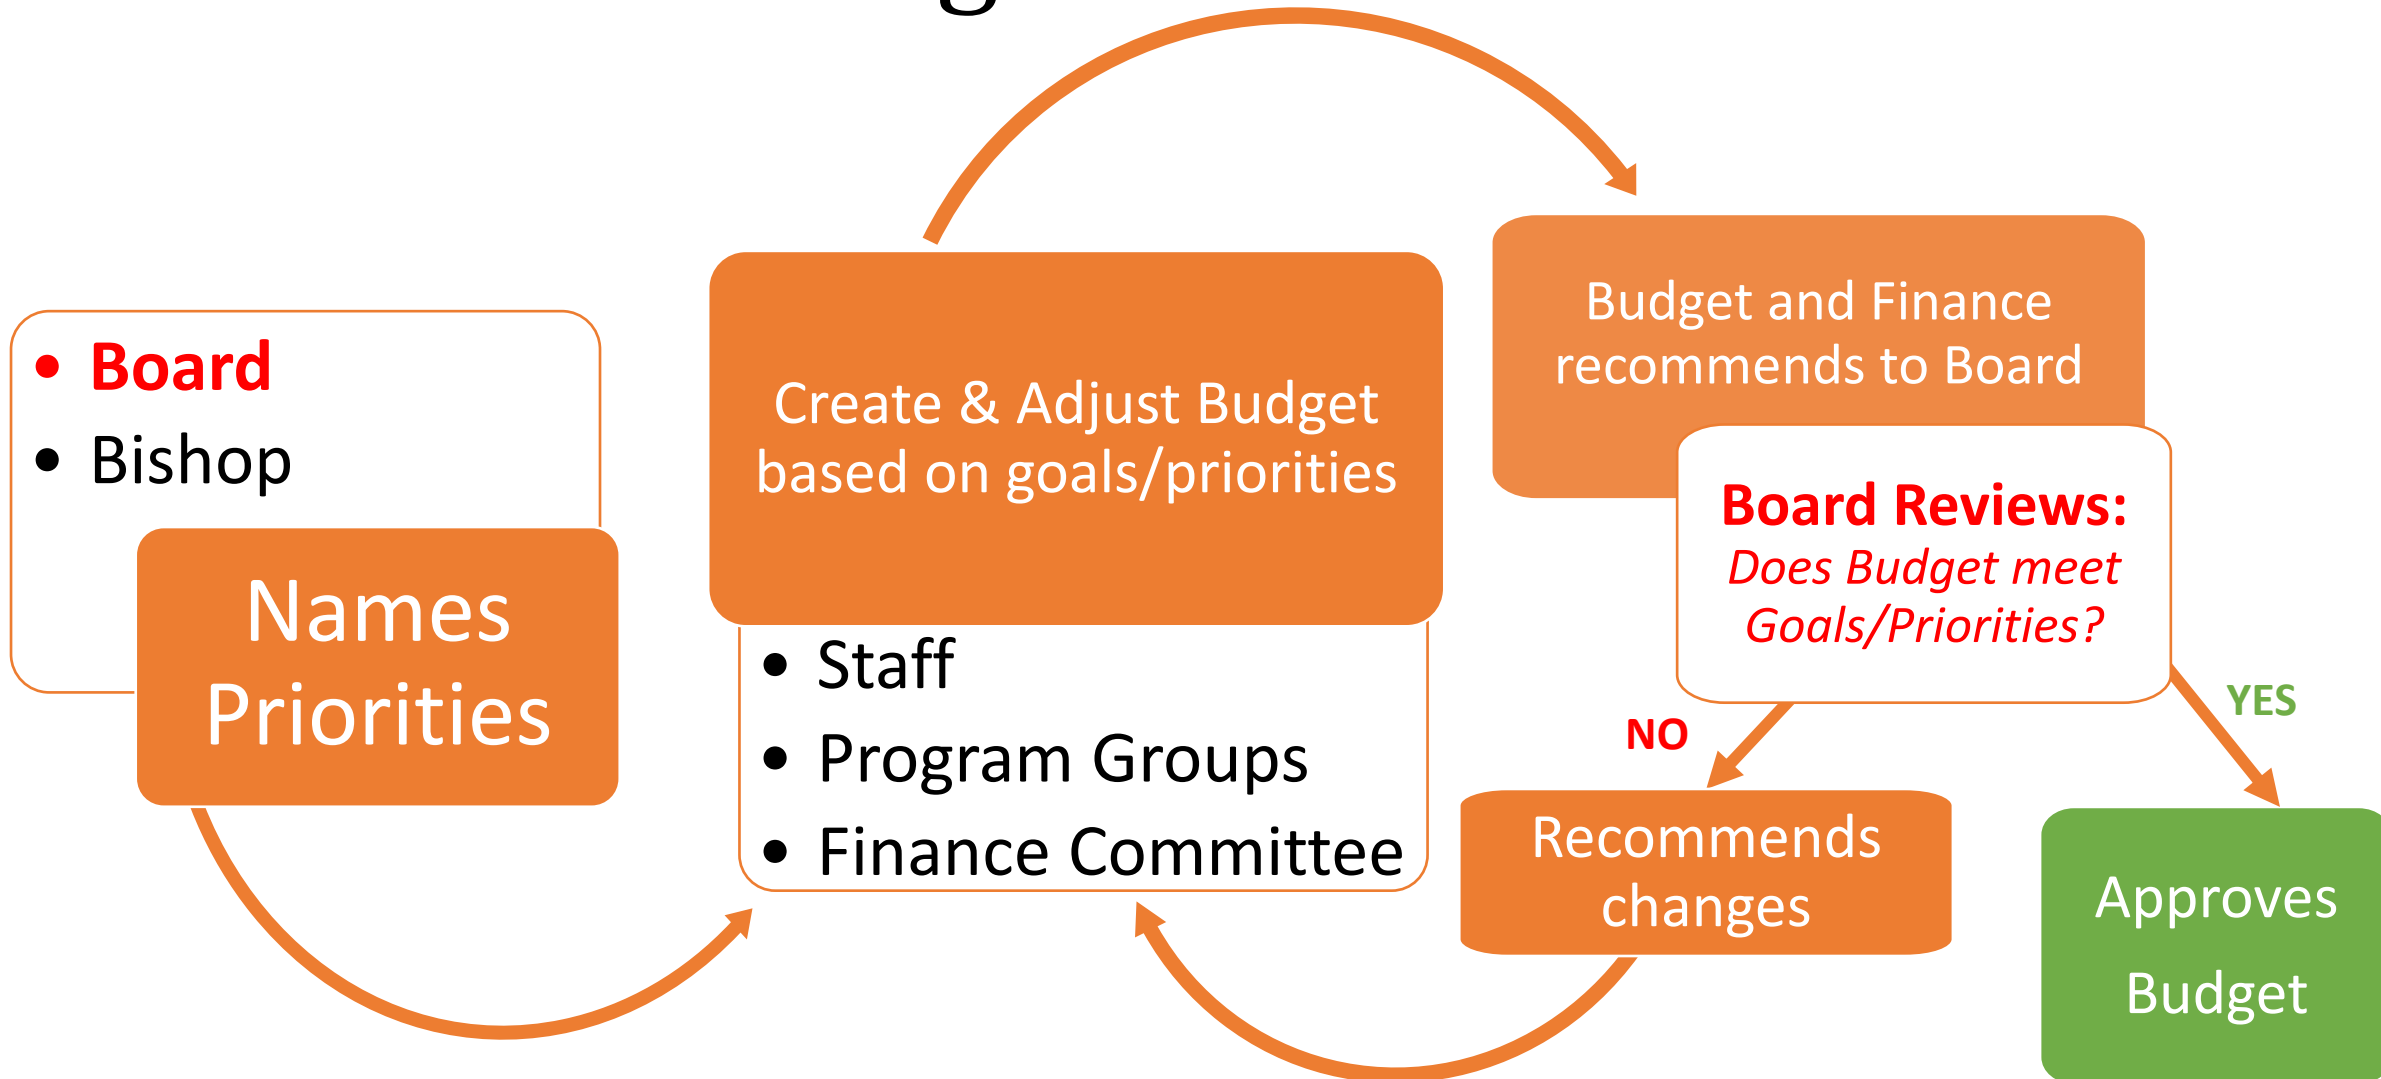 • Board
• Bishop
Names
Priorities
Create & Adjust Budget
based on goals/priorities
• Staff
• Program Groups
• Finance Committee
Budget and Finance
recommends to Board
Board Reviews:
Does Budget meet
Goals/Priorities?
NO
YES
Recommends
changes
Approves
Budget